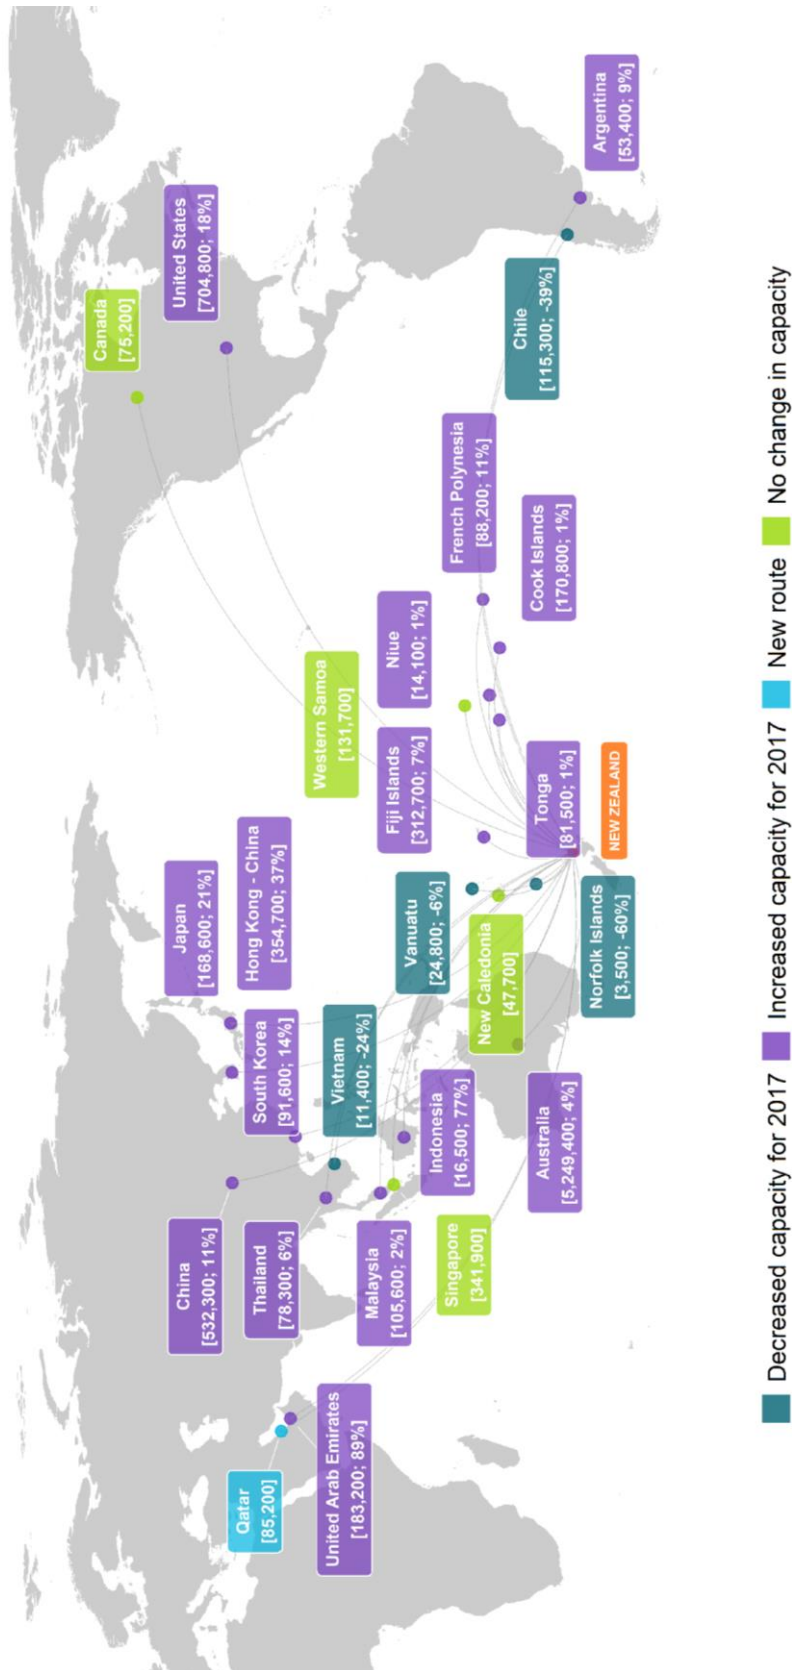 Canada
[75,200]
United States
[704,800; 18%]
Japan
[168,600; 21%]
Hong Kong - China
[354,700; 37%]
South Korea
[91,600; 14%]
China
[532,300; 11%]
Thailand
[78,300; 6%]
Qatar
[85,200]
United Arab Emirates
[183,200; 89%]
Vietnam
[11,400; -24%]
Western Samoa
[131,700]
Malaysia
[105,600; 2%]
Vanuatu
[24,800; -6%]
Fiji Islands
[312,700; 7%]
Niue
[14,100; 1%]
Indonesia
[16,500; 77%]
Singapore
[341,900]
New Caledonia
[47,700]
French Polynesia
[88,200; 11%]
Chile
[115,300; -39%]
Cook Islands
[170,800; 1%]
Australia
[5,249,400; 4%]
Tonga
[81,500; 1%]
Norfolk Islands
[3,500; -60%]
Argentina
[53,400; 9%]
NEW ZEALAND
Decreased capacity for 2017
Increased capacity for 2017
New route
No change in capacity